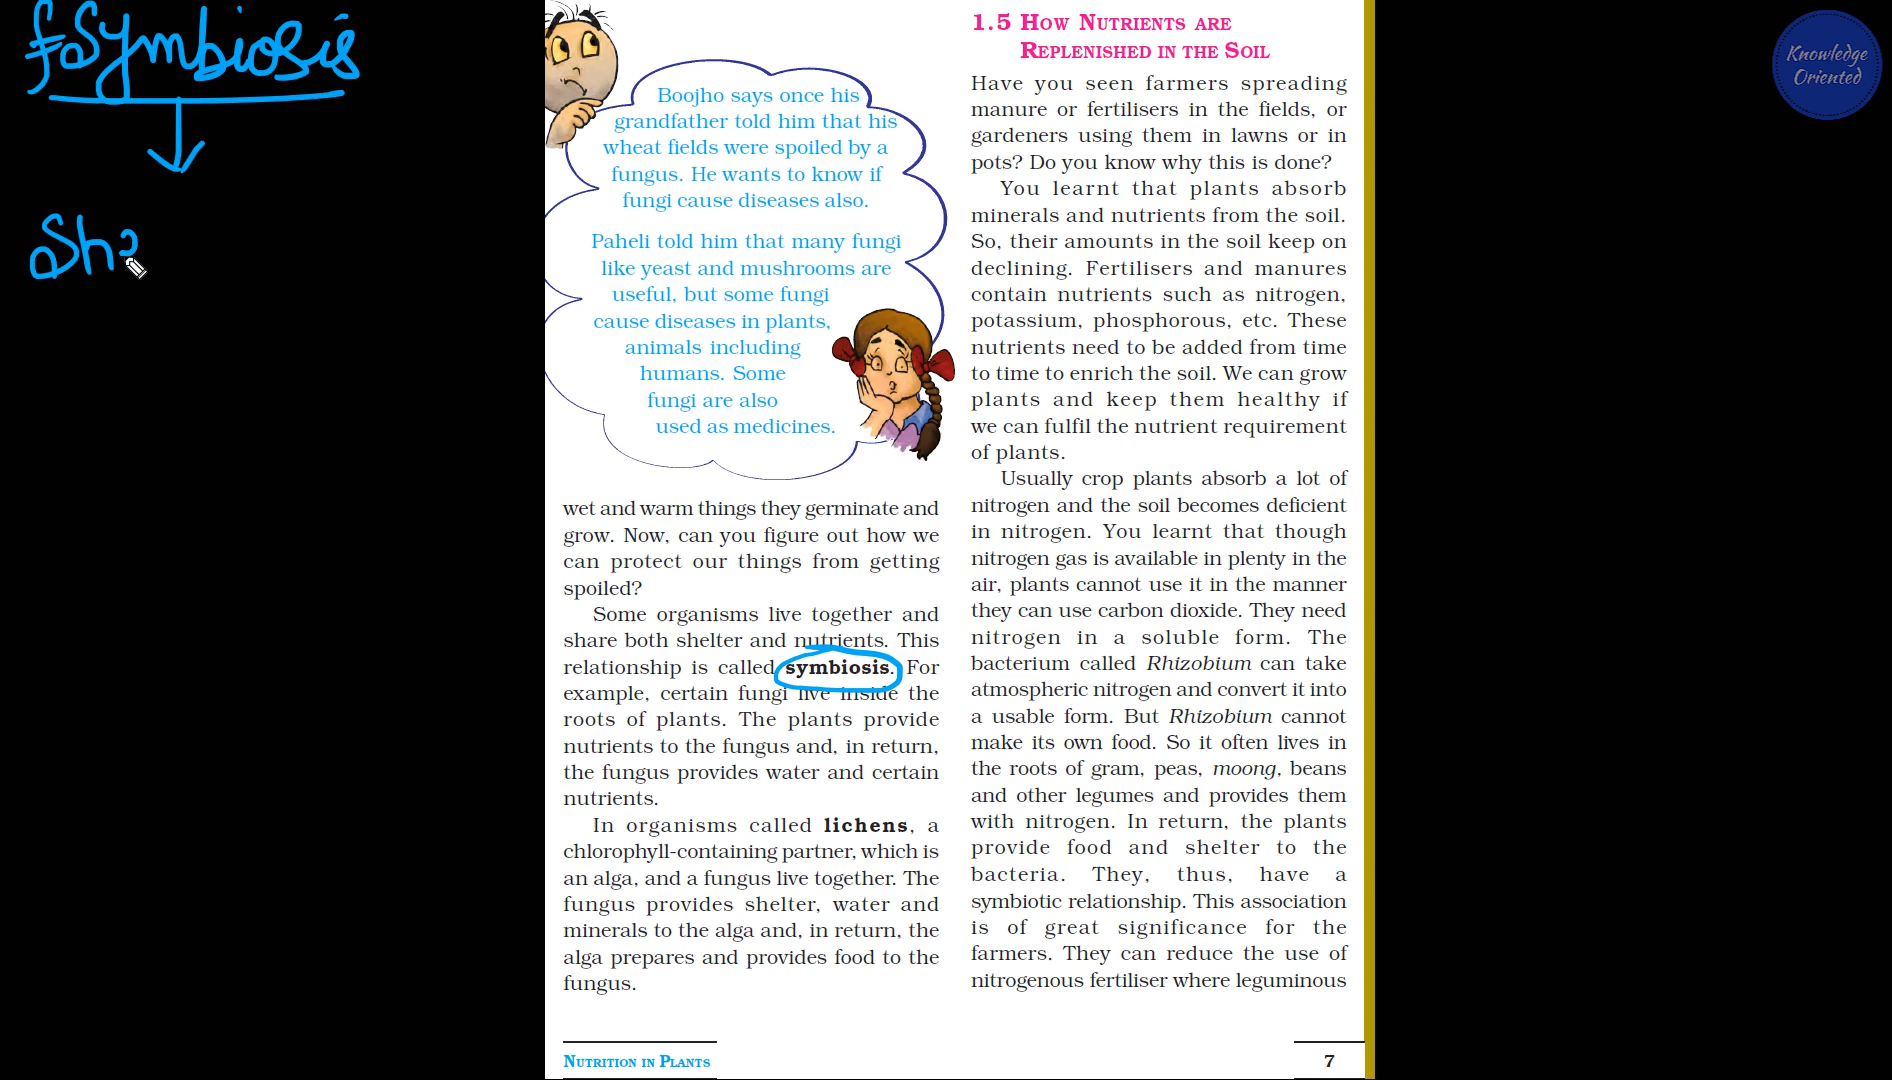 Symbiosis
Sh
Boojho says once his
grandfather told him that his
wheat fields were spoiled by a
fungus. He wants to know if
fungi cause diseases also.
Paheli told him that many fungi
like yeast and mushrooms are
useful, but some fungi
cause diseases in plants,
animals including
humans. Some
fungi are also
used as medicines.
wet and warm things they germinate and
grow. Now, can you figure out how we
can protect our things from getting
spoiled?
Some organisms live together and
share both shelter and nutrients. This
relationship is called symbiosis. For
example, certain fungi live inside the
roots of plants. The plants provide
nutrients to the fungus and, in return,
the fungus provides water and certain
nutrients.
In organisms called lichens, a
chlorophyll-containing partner, which is
an alga, and a fungus live together. The
fungus provides shelter, water and
minerals to the alga and, in return, the
alga prepares and provides food to the
fungus.
1.5 How Nutrients are
Replenished in the Soil
Have you seen farmers spreading
manure or fertilisers in the fields, or
gardeners using them in lawns or in
pots? Do you know why this is done?
You learnt that plants absorb
minerals and nutrients from the soil.
So, their amounts in the soil keep on
declining. Fertilisers and manures
contain nutrients such as nitrogen,
potassium, phosphorous, etc. These
nutrients need to be added from time
to time to enrich the soil. We can grow
plants and keep them healthy if
we can fulfil the nutrient requirement
of plants.
Usually crop plants absorb a lot of
nitrogen and the soil becomes deficient
in nitrogen. You learnt that though
nitrogen gas is available in plenty in the
air, plants cannot use it in the manner
they can use carbon dioxide. They need
nitrogen in a soluble form. The
bacterium called Rhizobium can take
atmospheric nitrogen and convert it into
a usable form. But Rhizobium cannot
make its own food. So it often lives in
the roots of gram, peas, moong, beans
and other legumes and provides them
with nitrogen. In return, the plants
provide food and shelter to the
bacteria. They, thus, have a
symbiotic relationship. This association
is of great significance for the
farmers. They can reduce the use of
nitrogenous fertiliser where leguminous
Nutrition in Plants
7
Knowledge
Oriented